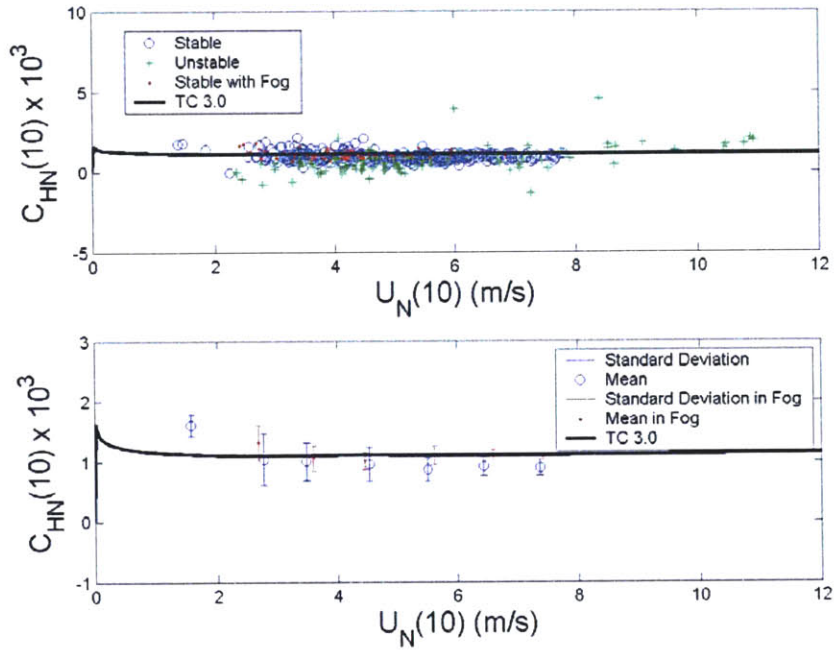 10
Stable
Unstable
Stable with Fog
TC 3.0
5
0
-5
C_HN(10) x 10^3
0 2 4 6 8 10 12
U_N(10) (m/s)
3
Standard Deviation
Mean
Standard Deviation in Fog
Mean in Fog
TC 3.0
2
1
0
-1
C_HN(10) x 10^3
0 2 4 6 8 10 12
U_N(10) (m/s)